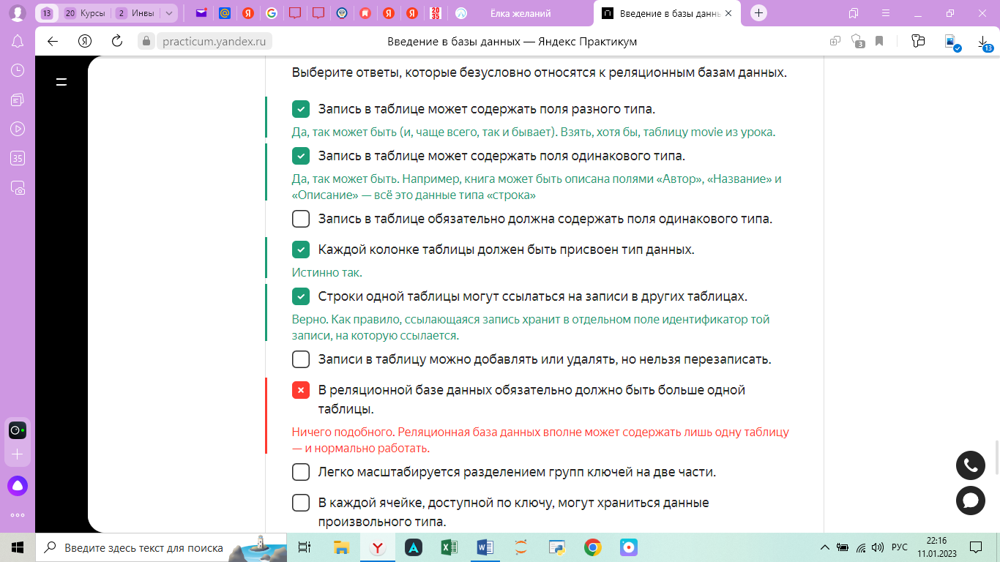 13
20 Курсы
2 Инвы
35
Ёлка желаний
Введение в базы даннь
practicum.yandex.ru
Введение в базы данных — Яндекс Практикум
3
13
35
Выберите ответы, которые безусловно относятся к реляционным базам данных.
Запись в таблице может содержать поля разного типа.
Да, так может быть (и, чаще всего, так и бывает). Взять, хотя бы, таблицу movie из урока.
Запись в таблице может содержать поля одинакового типа.
Да, так может быть. Например, книга может быть описана полями «Автор», «Название» и
«Описание» — всё это данные типа «строка»
Запись в таблице обязательно должна содержать поля одинакового типа.
Каждой колонке таблицы должен быть присвоен тип данных.
Истинно так.
Строки одной таблицы могут ссылаться на записи в других таблицах.
Верно. Как правило, ссылающаяся запись хранит в отдельном поле идентификатор той
записи, на которую ссылается.
Записи в таблицу можно добавлять или удалять, но нельзя перезаписать.
В реляционной базе данных обязательно должно быть больше одной
таблицы.
Ничего подобного. Реляционная база данных вполне может содержать лишь одну таблицу
— и нормально работать.
Легко масштабируется разделением групп ключей на две части.
В каждой ячейке, доступной по ключу, могут храниться данные
произвольного типа.
Введите здесь текст для поиска
РУС
22:16
11.01.2023